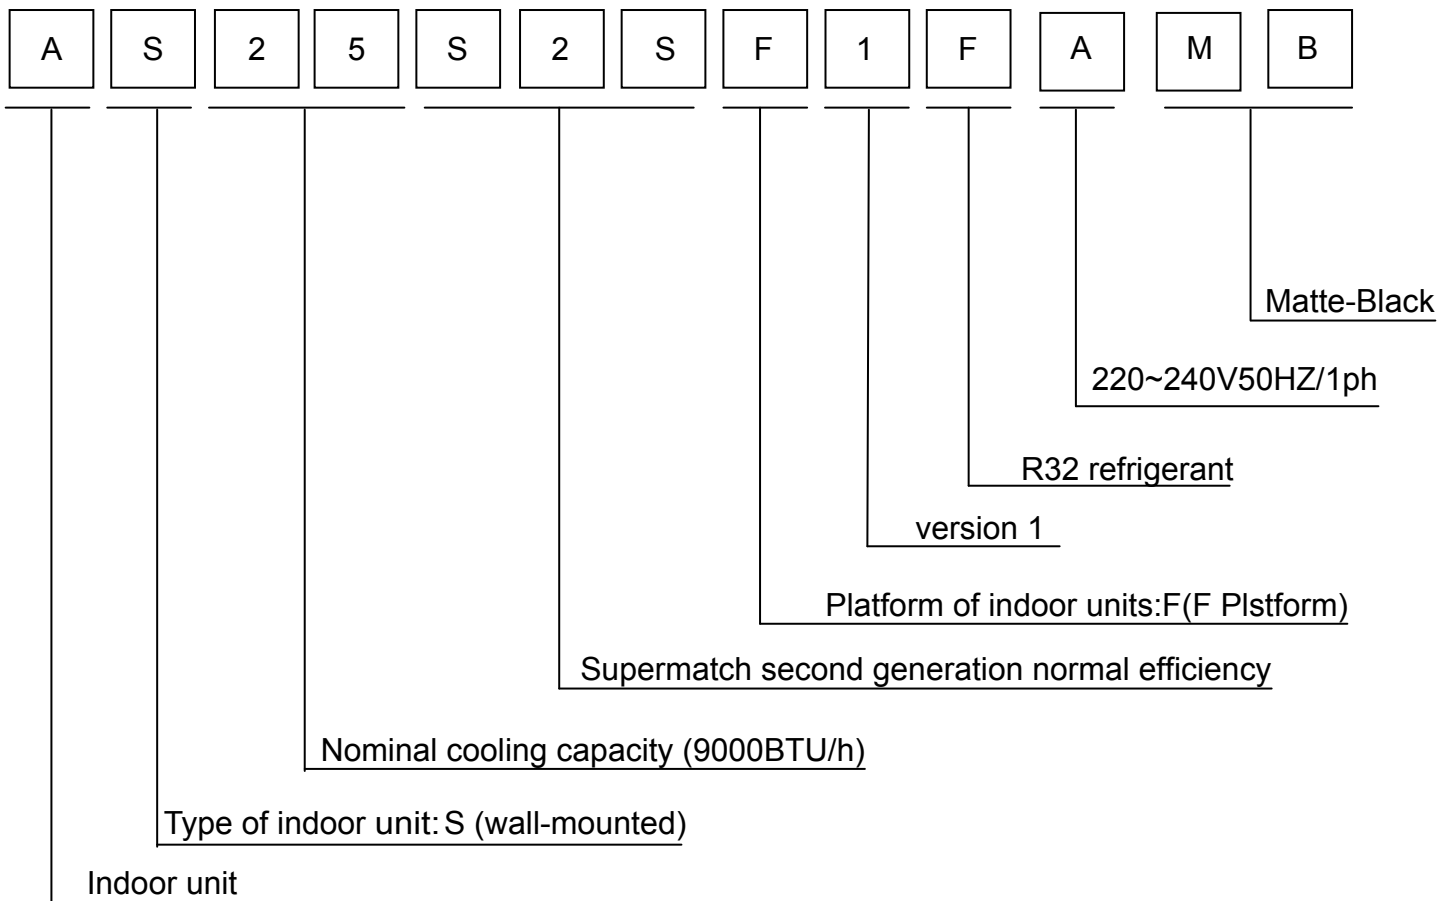 A S 2 5 S 2 S F 1 F A M B
Matte-Black
220~240V50HZ/1ph
R32 refrigerant
version 1
Platform of indoor units:F(F Plstform)
Supermatch second generation normal efficiency
Nominal cooling capacity (9000BTU/h)
Type of indoor unit: S (wall-mounted)
Indoor unit